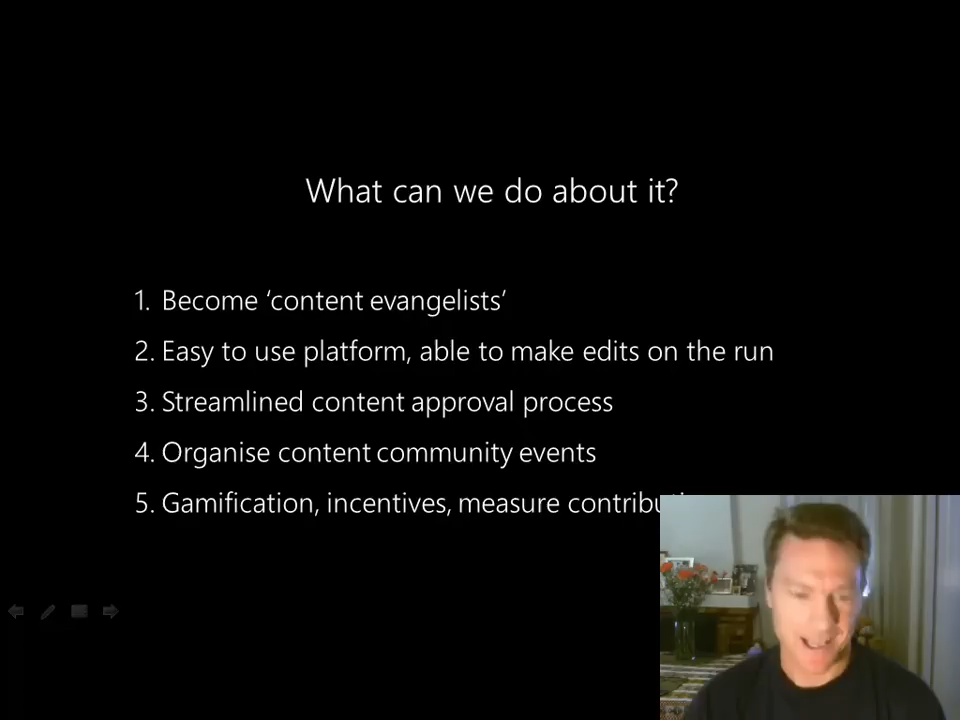 What can we do about it?
1. Become ‘content evangelists’
2. Easy to use platform, able to make edits on the run
3. Streamlined content approval process
4. Organise content community events
5. Gamification, incentives, measure